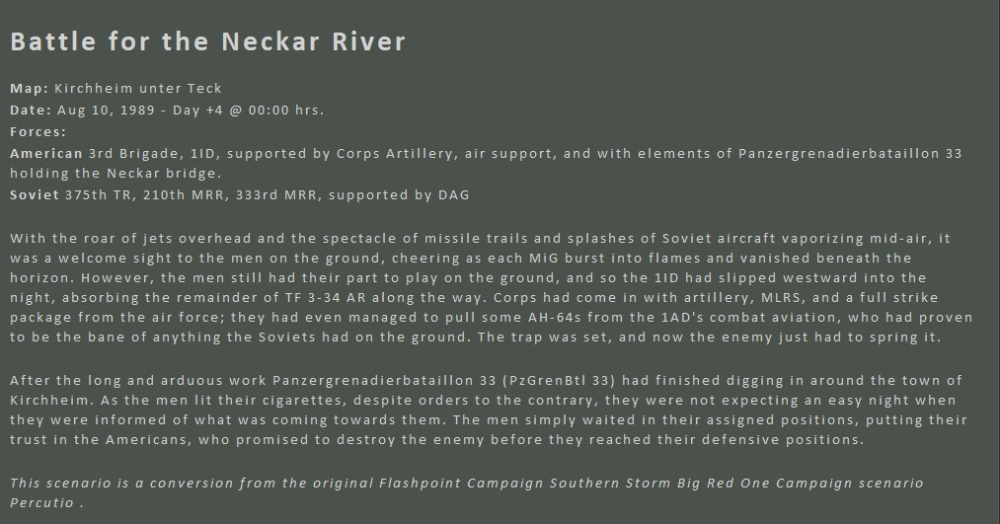 Battle for the Neckar River
Map: Kirchheim unter Teck
Date: Aug 10, 1989 - Day +4 @ 00:00 hrs.
Forces:
American 3rd Brigade, 1ID, supported by Corps Artillery, air support, and with elements of Panzergrenadierbataillon 33
holding the Neckar bridge.
Soviet 375th TR, 210th MRR, 333rd MRR, supported by DAG
With the roar of jets overhead and the spectacle of missile trails and splashes of Soviet aircraft vaporizing mid-air, it
was a welcome sight to the men on the ground, cheering as each MiG burst into flames and vanished beneath the
horizon. However, the men still had their part to play on the ground, and so the 1ID had slipped westward into the
night, absorbing the remainder of TF 3-34 AR along the way. Corps had come in with artillery, MLRS, and a full strike
package from the air force; they had even managed to pull some AH-64s from the 1AD's combat aviation, who had proven
to be the bane of anything the Soviets had on the ground. The trap was set, and now the enemy just had to spring it.
After the long and arduous work Panzergrenadierbataillon 33 (PzGrenBtl 33) had finished digging in around the town of
Kirchheim. As the men lit their cigarettes, despite orders to the contrary, they were not expecting an easy night when
they were informed of what was coming towards them. The men simply waited in their assigned positions, putting their
trust in the Americans, who promised to destroy the enemy before they reached their defensive positions.
This scenario is a conversion from the original Flashpoint Campaign Southern Storm Big Red One Campaign scenario
Percutio .